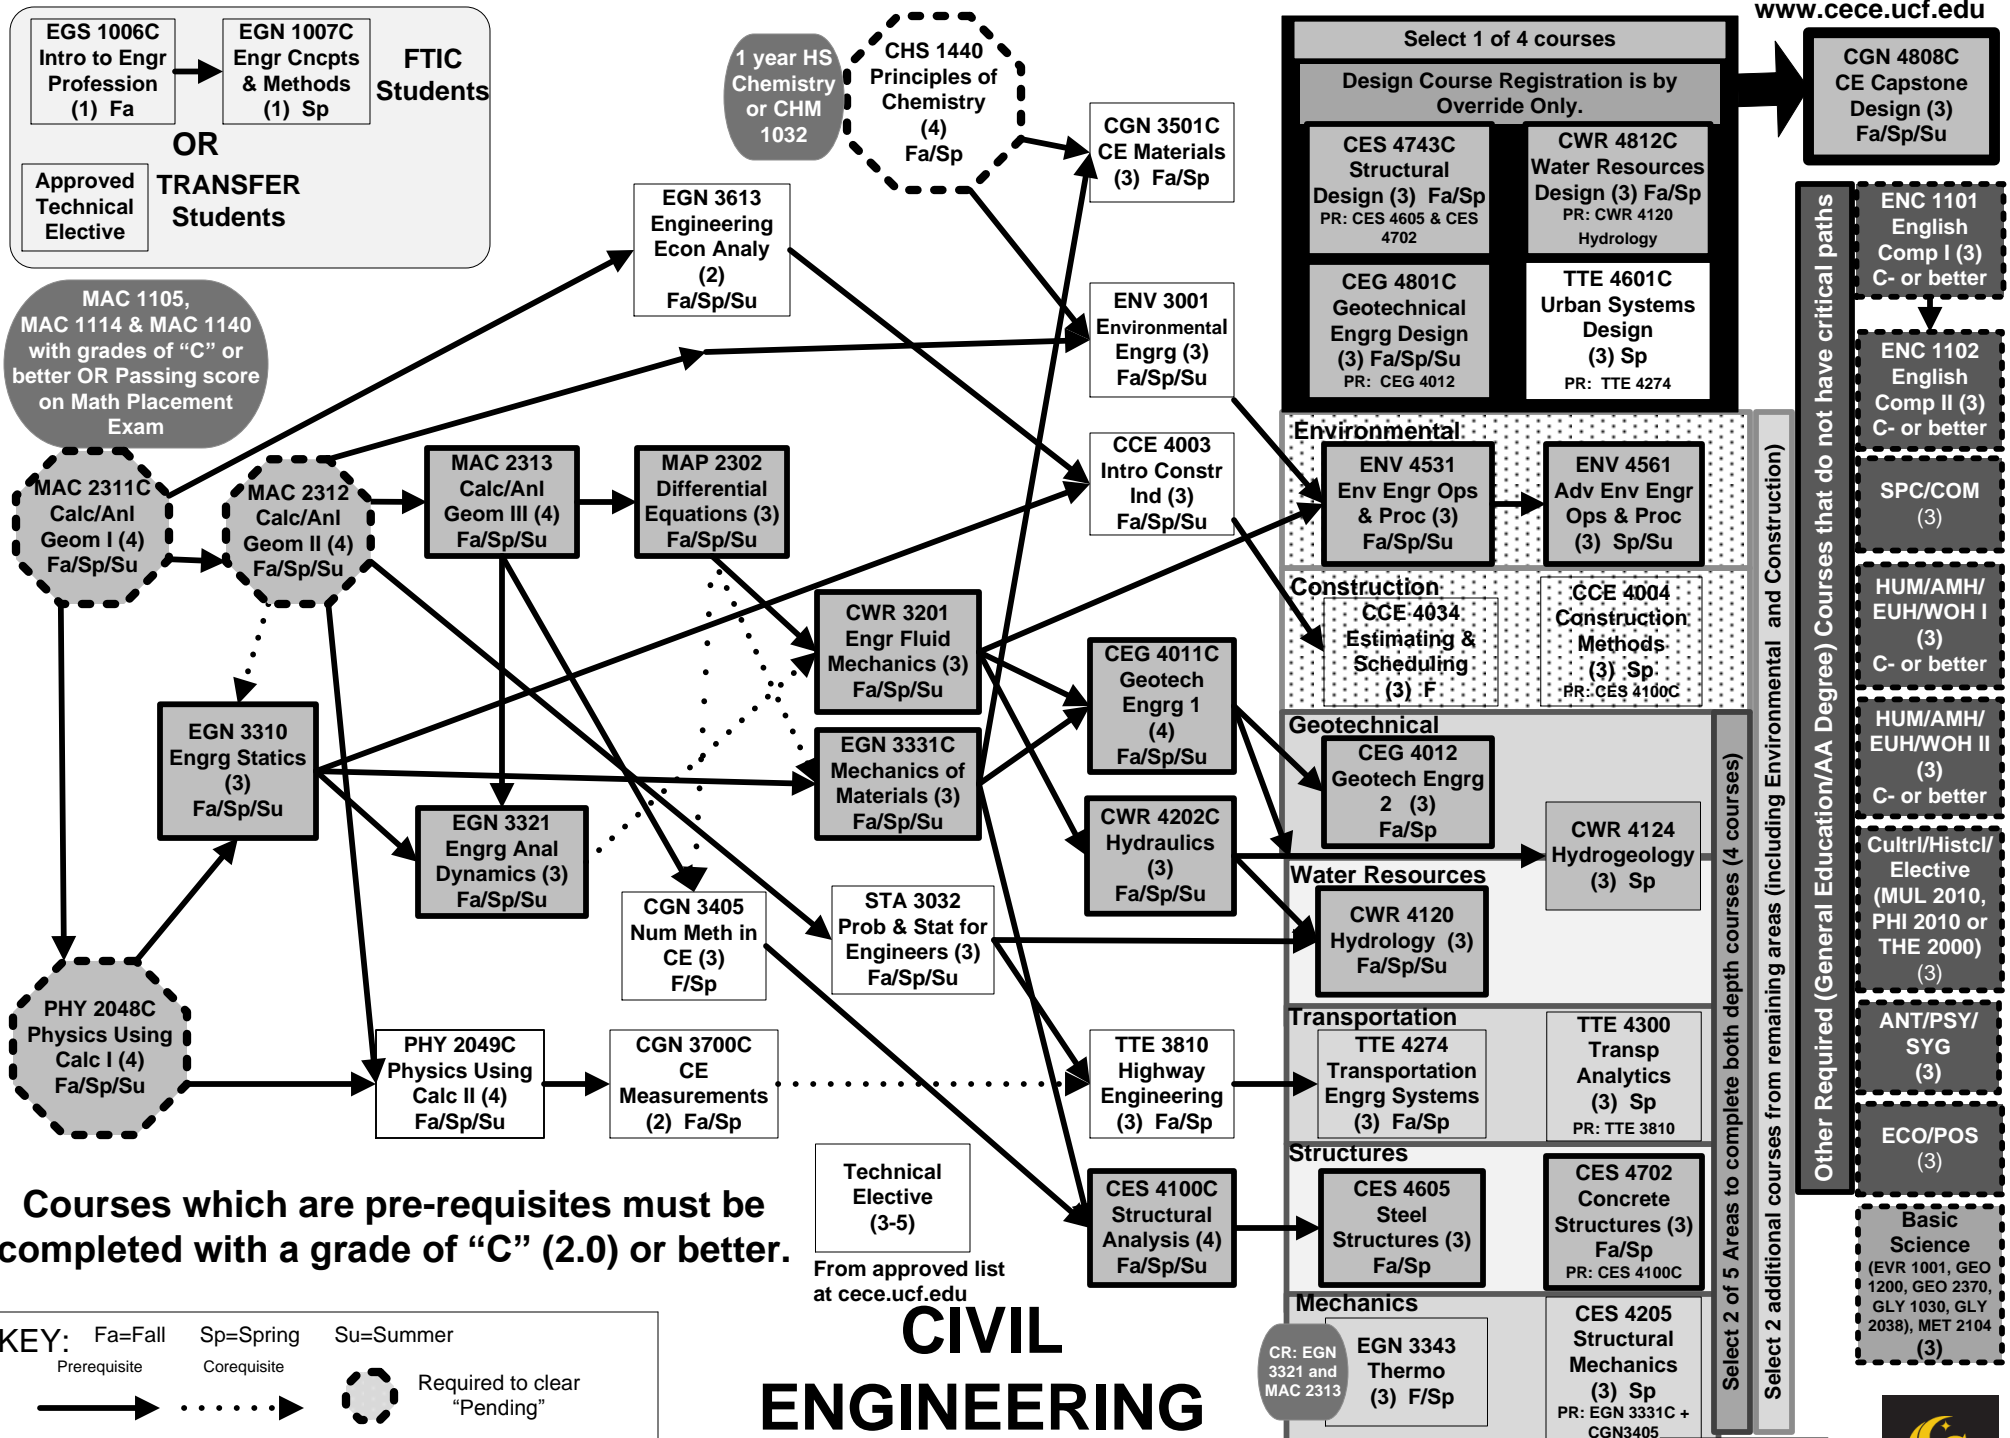 www.cece.ucf.edu
EGS 1006C
Intro to Engr
Profession
(1) Fa
EGN 1007C
Engr Cncpts
& Methods
(1) Sp
FTIC
Students
OR
Approved
Technical
Elective
TRANSFER
Students
MAC 1105,
MAC 1114 & MAC 1140
with grades of “C” or
better OR Passing score
on Math Placement
Exam
1 year HS
Chemistry
or CHM
1032
CHS 1440
Principles of
Chemistry
(4)
Fa/Sp
CGN 3501C
CE Materials
(3) Fa/Sp
EGN 3613
Engineering
Econ Analy
(2)
Fa/Sp/Su
ENV 3001
Environmental
Engrg (3)
Fa/Sp/Su
CCE 4003
Intro Constr
Ind (3)
Fa/Sp/Su
MAC 2311C
Calc/Anl
Geom I (4)
Fa/Sp/Su
MAC 2312
Calc/Anl
Geom II (4)
Fa/Sp/Su
MAC 2313
Calc/Anl
Geom III (4)
Fa/Sp/Su
MAP 2302
Differential
Equations (3)
Fa/Sp/Su
CWR 3201
Engr Fluid
Mechanics (3)
Fa/Sp/Su
CEG 4011C
Geotech
Engrg 1
(4)
Fa/Sp/Su
EGN 3310
Engrg Statics
(3)
Fa/Sp/Su
EGN 3331C
Mechanics of
Materials (3)
Fa/Sp/Su
EGN 3321
Engrg Anal
Dynamics (3)
Fa/Sp/Su
CWR 4202C
Hydraulics
(3)
Fa/Sp/Su
CGN 3405
Num Meth in
CE (3)
F/Sp
STA 3032
Prob & Stat for
Engineers (3)
Fa/Sp/Su
PHY 2048C
Physics Using
Calc I (4)
Fa/Sp/Su
PHY 2049C
Physics Using
Calc II (4)
Fa/Sp/Su
CGN 3700C
CE
Measurements
(2) Fa/Sp
TTE 3810
Highway
Engineering
(3) Fa/Sp
Technical
Elective
(3-5)
From approved list
at cece.ucf.edu
CES 4100C
Structural
Analysis (4)
Fa/Sp/Su
Courses which are pre-requisites must be
completed with a grade of “C” (2.0) or better.
KEY: Fa=Fall Sp=Spring Su=Summer
Prerequisite Corequisite
Required to clear
“Pending”
CIVIL
ENGINEERING
Select 1 of 4 courses
Design Course Registration is by
Override Only.
CES 4743C
Structural
Design (3) Fa/Sp
PR: CES 4605 & CES
4702
CWR 4812C
Water Resources
Design (3) Fa/Sp
PR: CWR 4120
Hydrology
CEG 4801C
Geotechnical
Engrg Design
(3) Fa/Sp/Su
PR: CEG 4012
TTE 4601C
Urban Systems
Design
(3) Sp
PR: TTE 4274
CGN 4808C
CE Capstone
Design (3)
Fa/Sp/Su
Environmental
ENV 4531
Env Engr Ops
& Proc (3)
Fa/Sp/Su
ENV 4561
Adv Env Engr
Ops & Proc
(3) Sp/Su
Construction
CCE 4034
Estimating &
Scheduling
(3) F
CCE 4004
Construction
Methods
(3) Sp
PR: CES 4100C
Geotechnical
CEG 4012
Geotech Engrg
2 (3)
Fa/Sp
CWR 4124
Hydrogeology
(3) Sp
Water Resources
CWR 4120
Hydrology (3)
Fa/Sp/Su
Transportation
TTE 4274
Transportation
Engrg Systems
(3) Fa/Sp
TTE 4300
Transp
Analytics
(3) Sp
PR: TTE 3810
Structures
CES 4605
Steel
Structures (3)
Fa/Sp
CES 4702
Concrete
Structures (3)
Fa/Sp
PR: CES 4100C
Mechanics
CR: EGN
3321 and
MAC 2313
EGN 3343
Thermo
(3) F/Sp
CES 4205
Structural
Mechanics
(3) Sp
PR: EGN 3331C +
CGN3405
Select 2 of 5 Areas to complete both depth courses (4 courses)
Select 2 additional courses from remaining areas (including Environmental and Construction)
Other Required (General Education/AA Degree) Courses that do not have critical paths
ENC 1101
English
Comp I (3)
C- or better
ENC 1102
English
Comp II (3)
C- or better
SPC/COM
(3)
HUM/AMH/
EUH/WOH I
(3)
C- or better
HUM/AMH/
EUH/WOH II
(3)
C- or better
Cultrl/Histcl/
Elective
(MUL 2010,
PHI 2010 or
THE 2000)
(3)
ANT/PSY/
SYG
(3)
ECO/POS
(3)
Basic
Science
(EVR 1001, GEO
1200, GEO 2370,
GLY 1030, GLY
2038), MET 2104
(3)